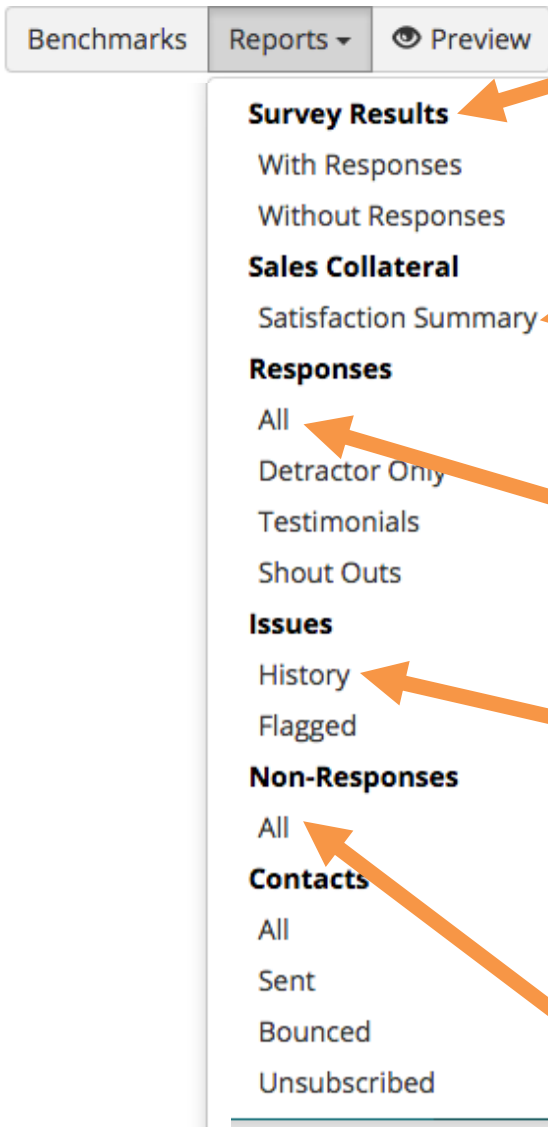 Benchmarks Reports Preview
Survey Results
With Responses
Without Responses
Sales Collateral
Satisfaction Summary
Responses
All
Detractor Only
Testimonials
Shout Outs
Issues
History
Flagged
Non-Responses
All
Contacts
All
Sent
Bounced
Unsubscribed